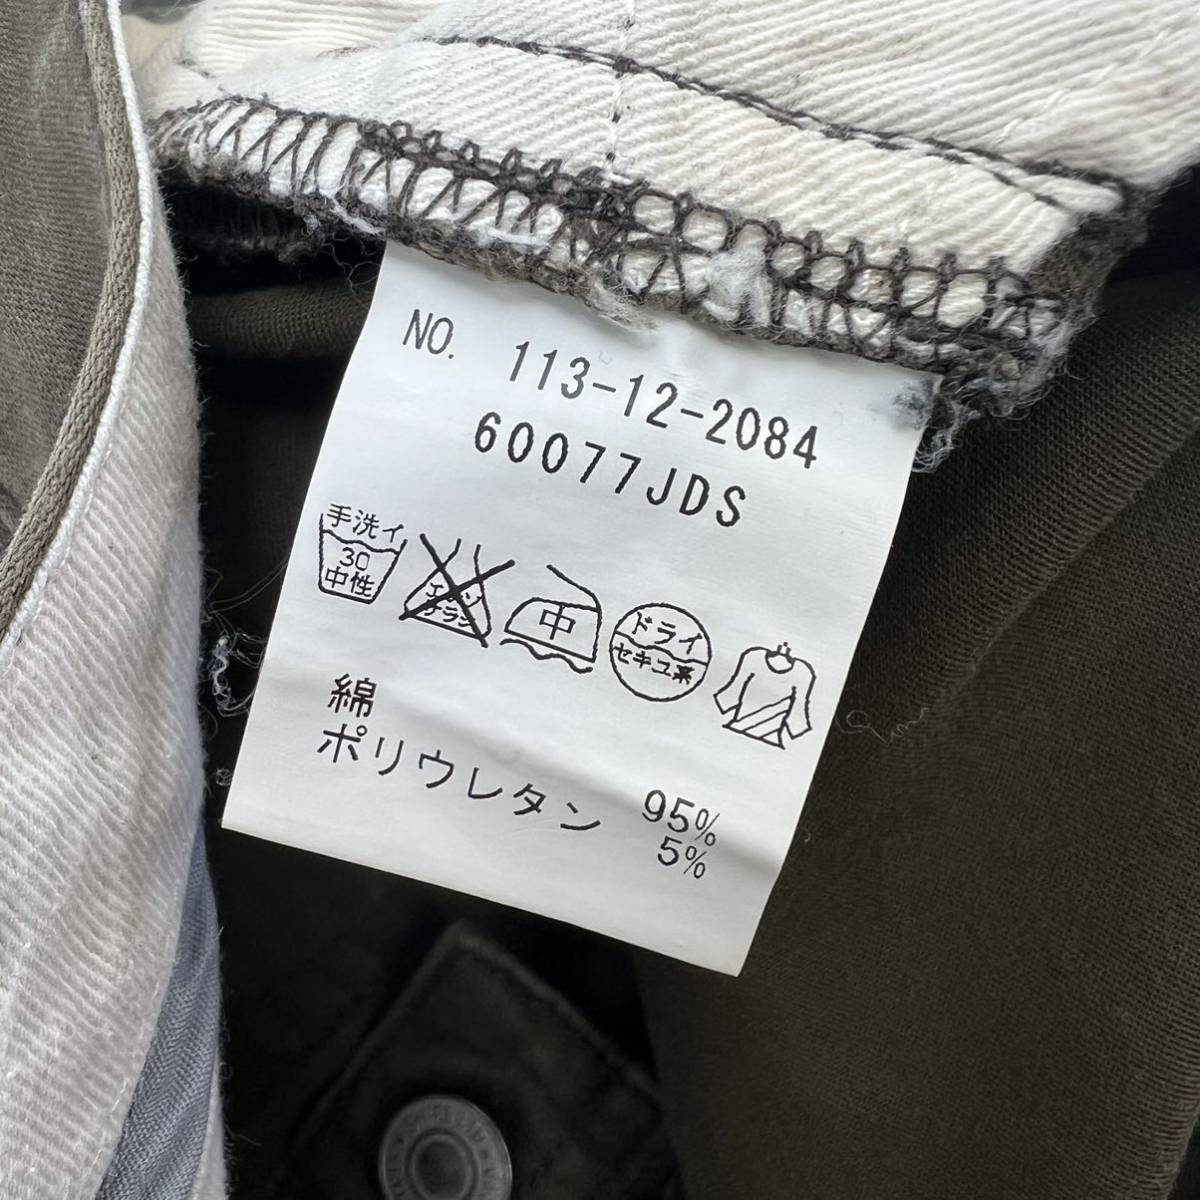 NO. 113-12-2084
60077JDS
手洗イ
30
中性
エンソ
サラシ
中
ドライ
セキユ系
綿 95%
ポリウレタン 5%